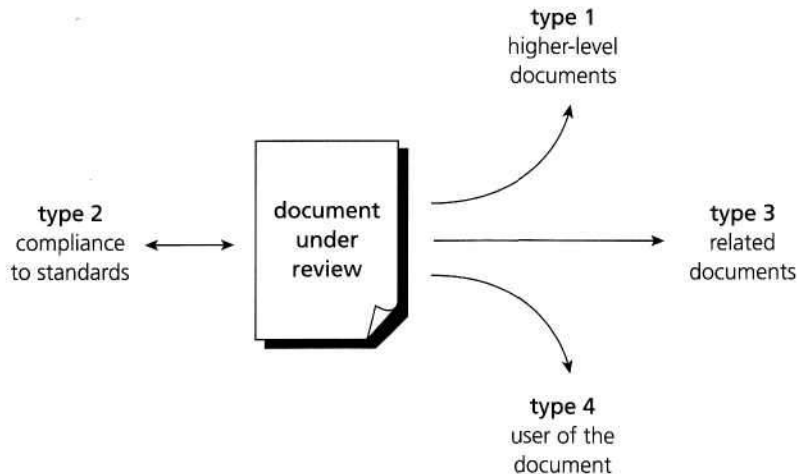 type 1
higher-level
documents
type 2
compliance
to standards
document
under
review
type 3
related
documents
type 4
user of the
document